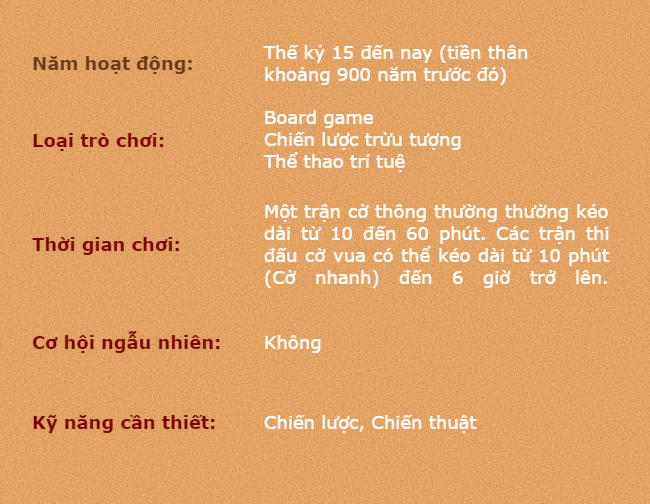 Năm hoạt động:
Thế kỷ 15 đến nay (tiền thân
khoảng 900 năm trước đó)
Loại trò chơi:
Board game
Chiến lược trừu tượng
Thể thao trí tuệ
Thời gian chơi:
Một trận cờ thông thường thường kéo
dài từ 10 đến 60 phút. Các trận thi
đấu cờ vua có thể kéo dài từ 10 phút
(Cờ nhanh) đến 6 giờ trở lên.
Cơ hội ngẫu nhiên:
Không
Kỹ năng cần thiết:
Chiến lược, Chiến thuật